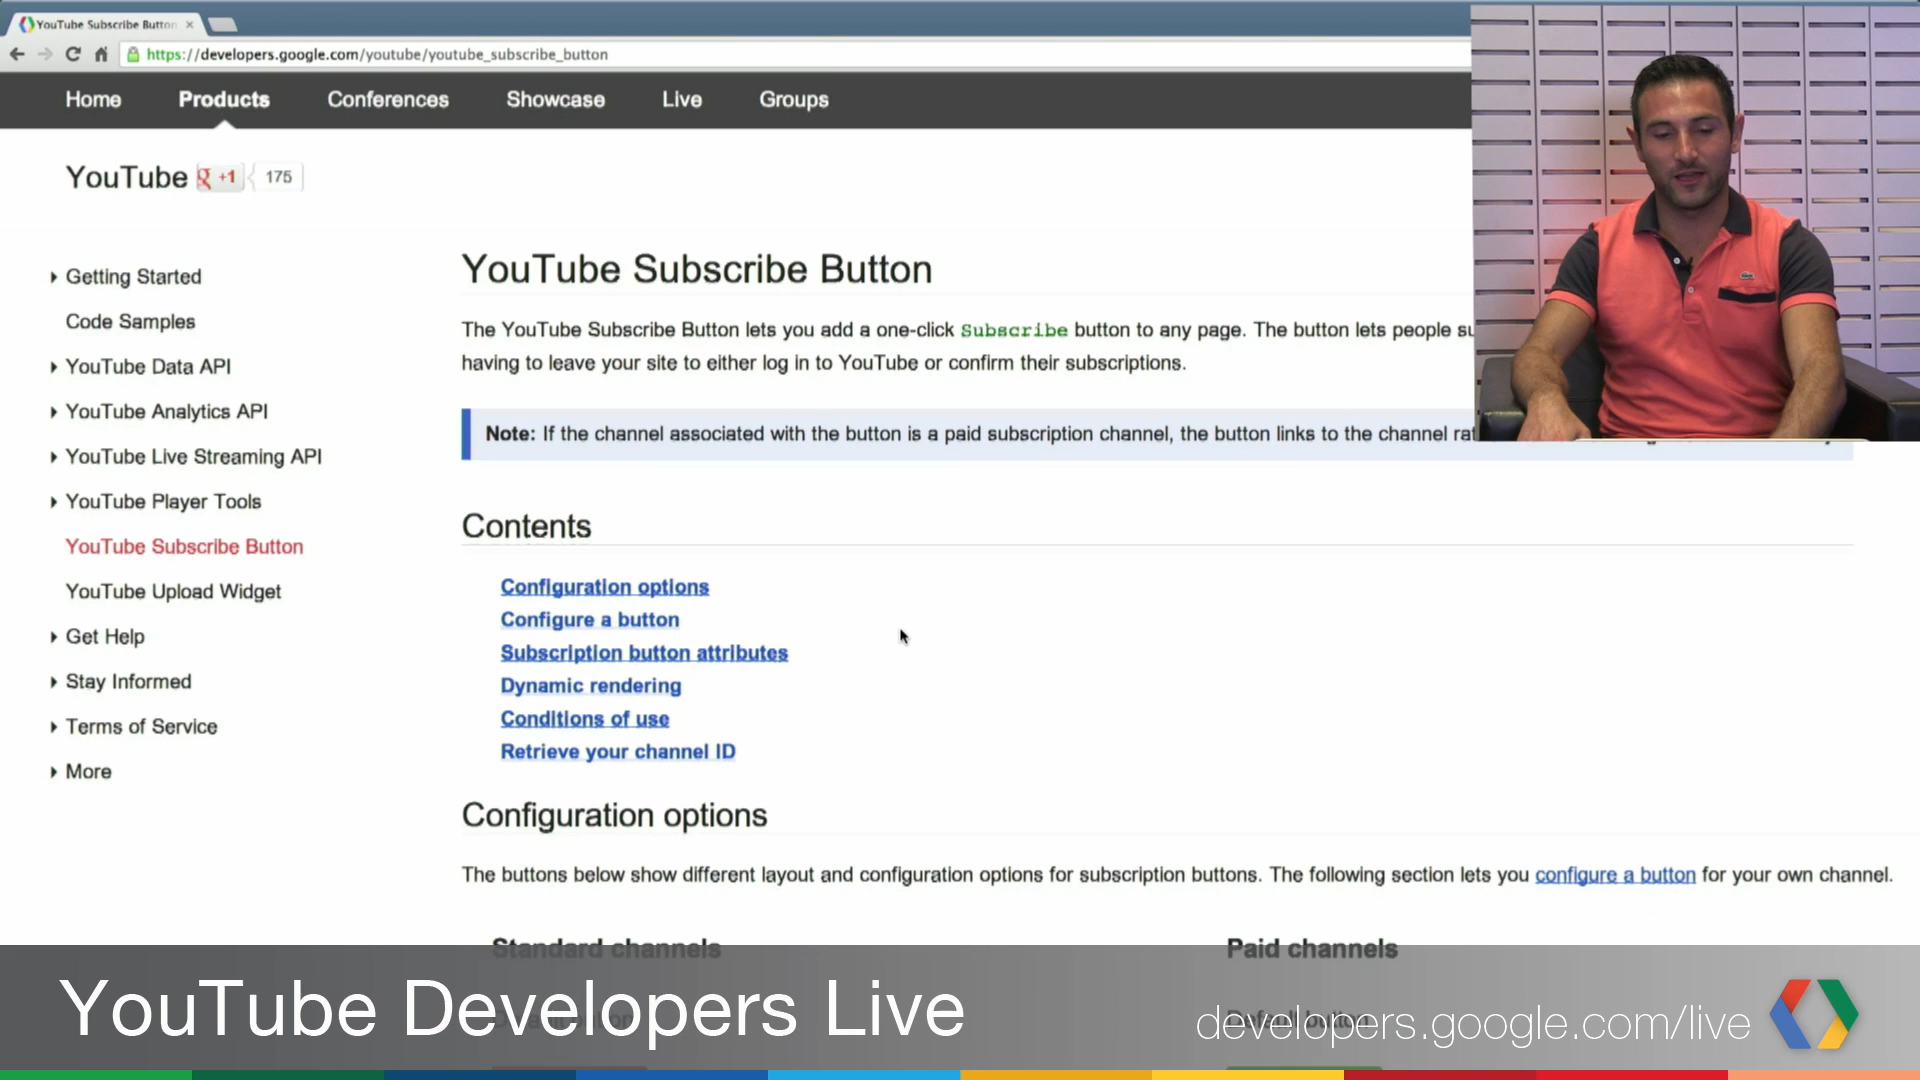 YouTube Subscribe Button
https://developers.google.com/youtube/youtube_subscribe_button
Home Products Conferences Showcase Live Groups
YouTube g +1 175
Getting Started
Code Samples
YouTube Data API
YouTube Analytics API
YouTube Live Streaming API
YouTube Player Tools
YouTube Subscribe Button
YouTube Upload Widget
Get Help
Stay Informed
Terms of Service
More
YouTube Subscribe Button
The YouTube Subscribe Button lets you add a one-click Subscribe button to any page. The button lets people
having to leave your site to either log in to YouTube or confirm their subscriptions.
Note: If the channel associated with the button is a paid subscription channel, the button links to the channel
Contents
Configuration options
Configure a button
Subscription button attributes
Dynamic rendering
Conditions of use
Retrieve your channel ID
Configuration options
The buttons below show different layout and configuration options for subscription buttons. The following section lets you configure a button for your own channel.
Standard channels Paid channels
Default button
YouTube Developers Live
developers.google.com/live